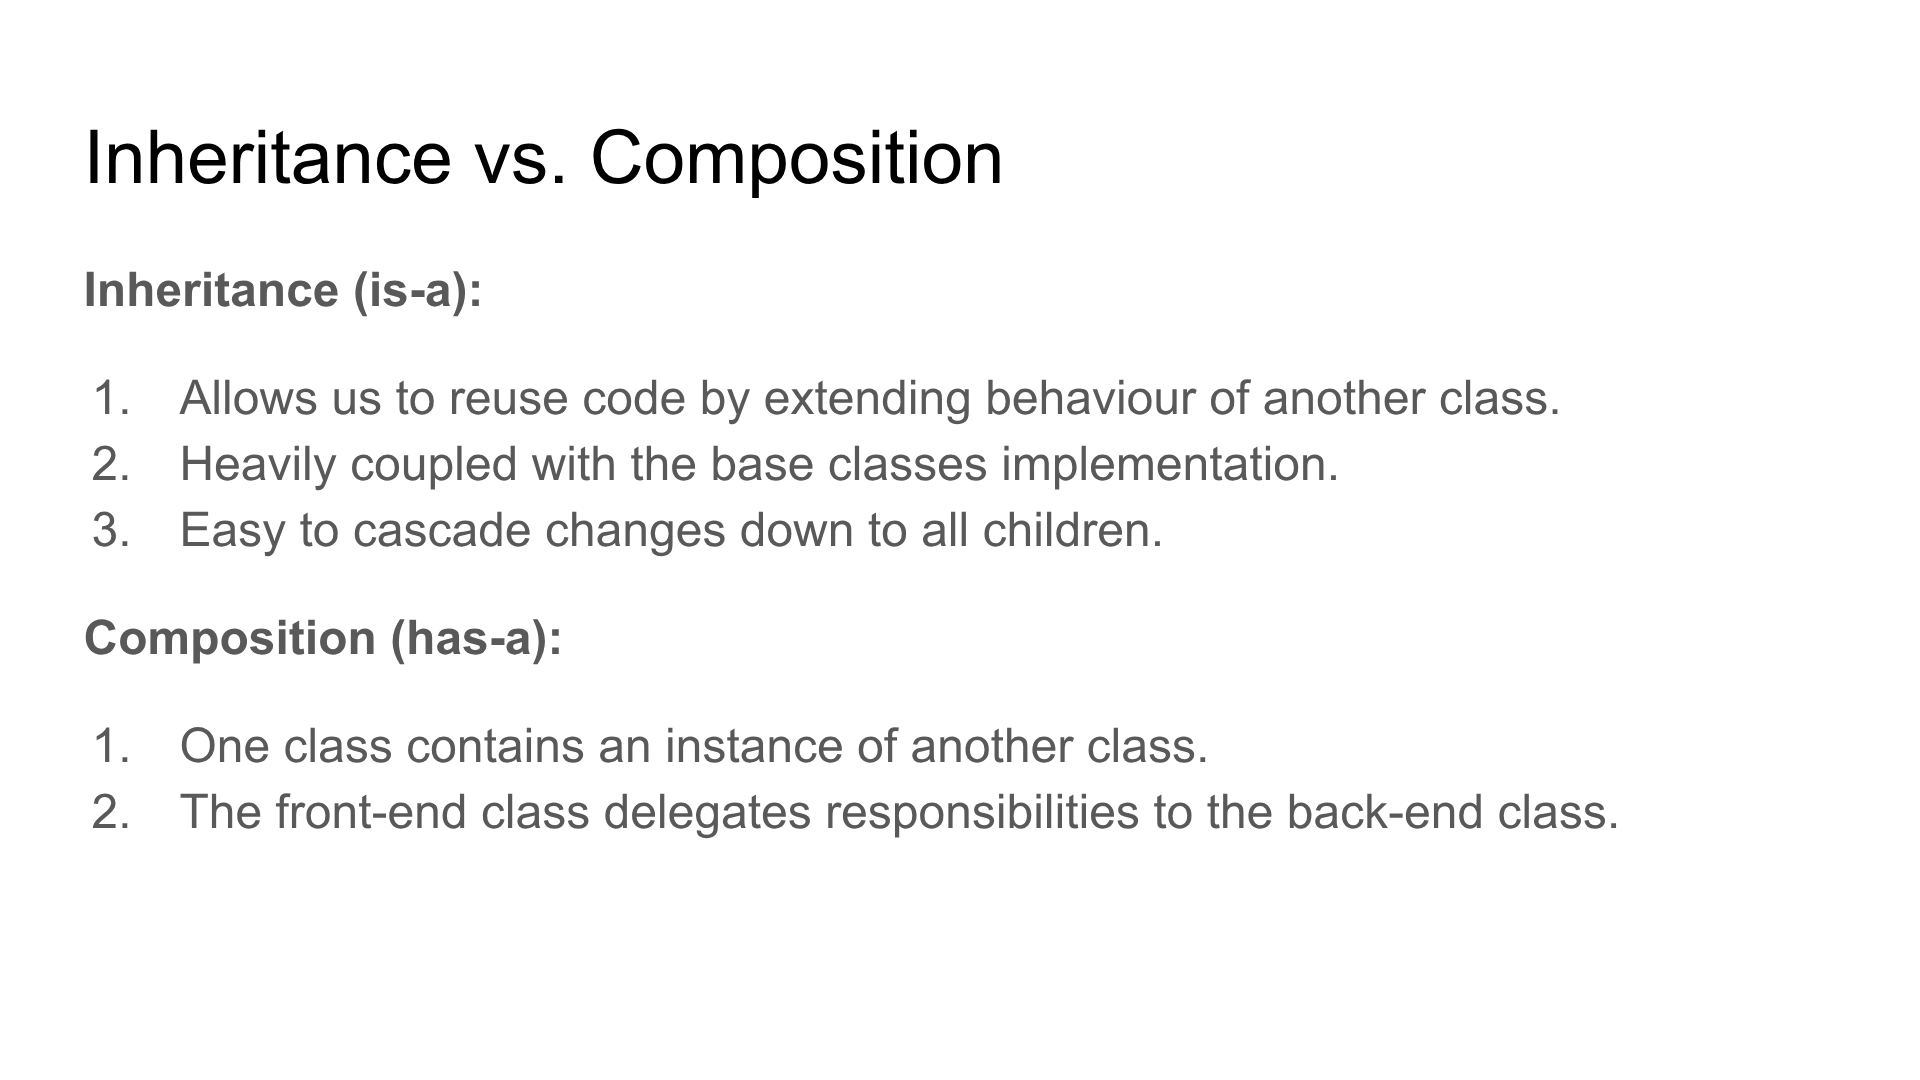 Inheritance vs. Composition
Inheritance (is-a):
1. Allows us to reuse code by extending behaviour of another class.
2. Heavily coupled with the base classes implementation.
3. Easy to cascade changes down to all children.
Composition (has-a):
1. One class contains an instance of another class.
2. The front-end class delegates responsibilities to the back-end class.